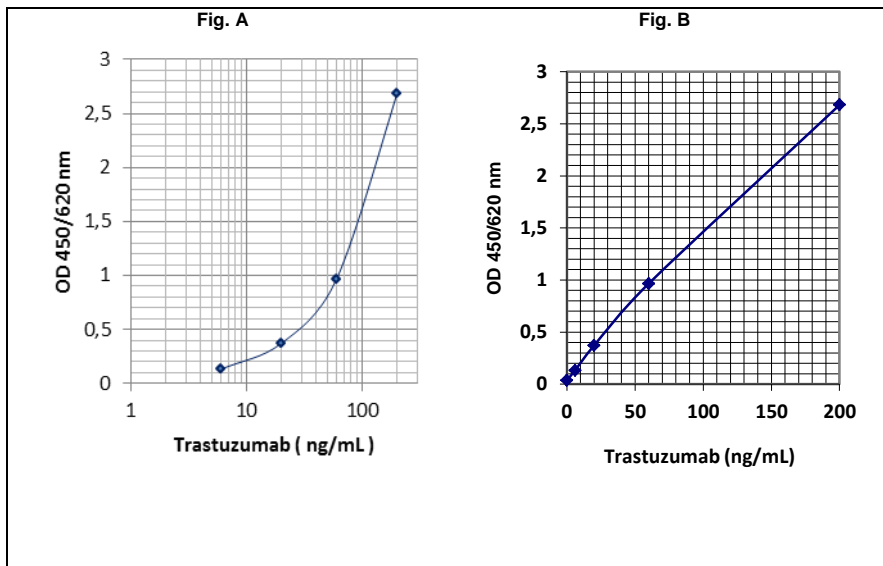 Fig. A
3
2,5
2
1,5
1
0,5
0
1 10 100
OD 450/620 nm
Trastuzumab ( ng/mL )
Fig. B
3
2,5
2
1,5
1
0,5
0
0 50 100 150 200
OD 450/620 nm
Trastuzumab (ng/mL)